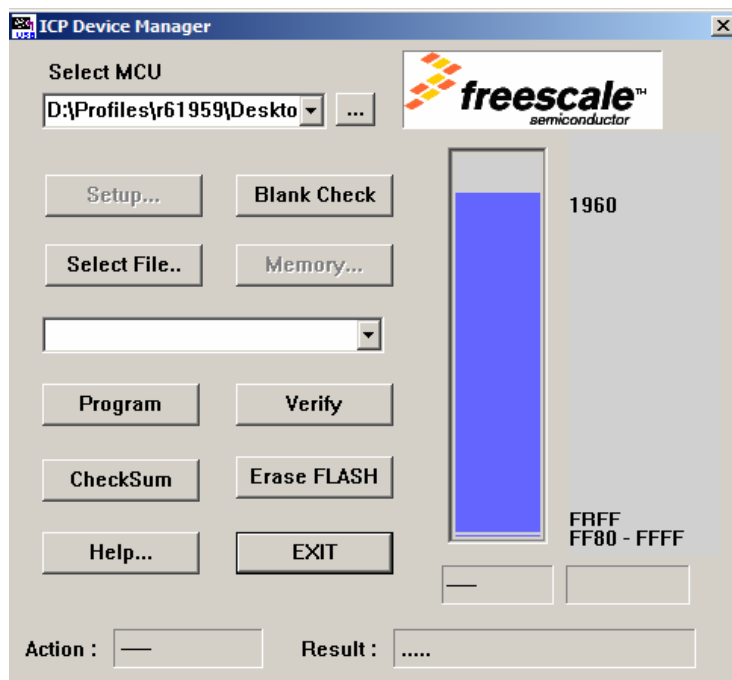 ICP Device Manager
Select MCU
D:\Profiles\r61959\Deskto
...
freescale™
semiconductor
Setup...
Blank Check
1960
Select File..
Memory...
Program
Verify
CheckSum
Erase FLASH
FRFF
FF80 - FFFF
Help...
EXIT
Action :
Result :
.....